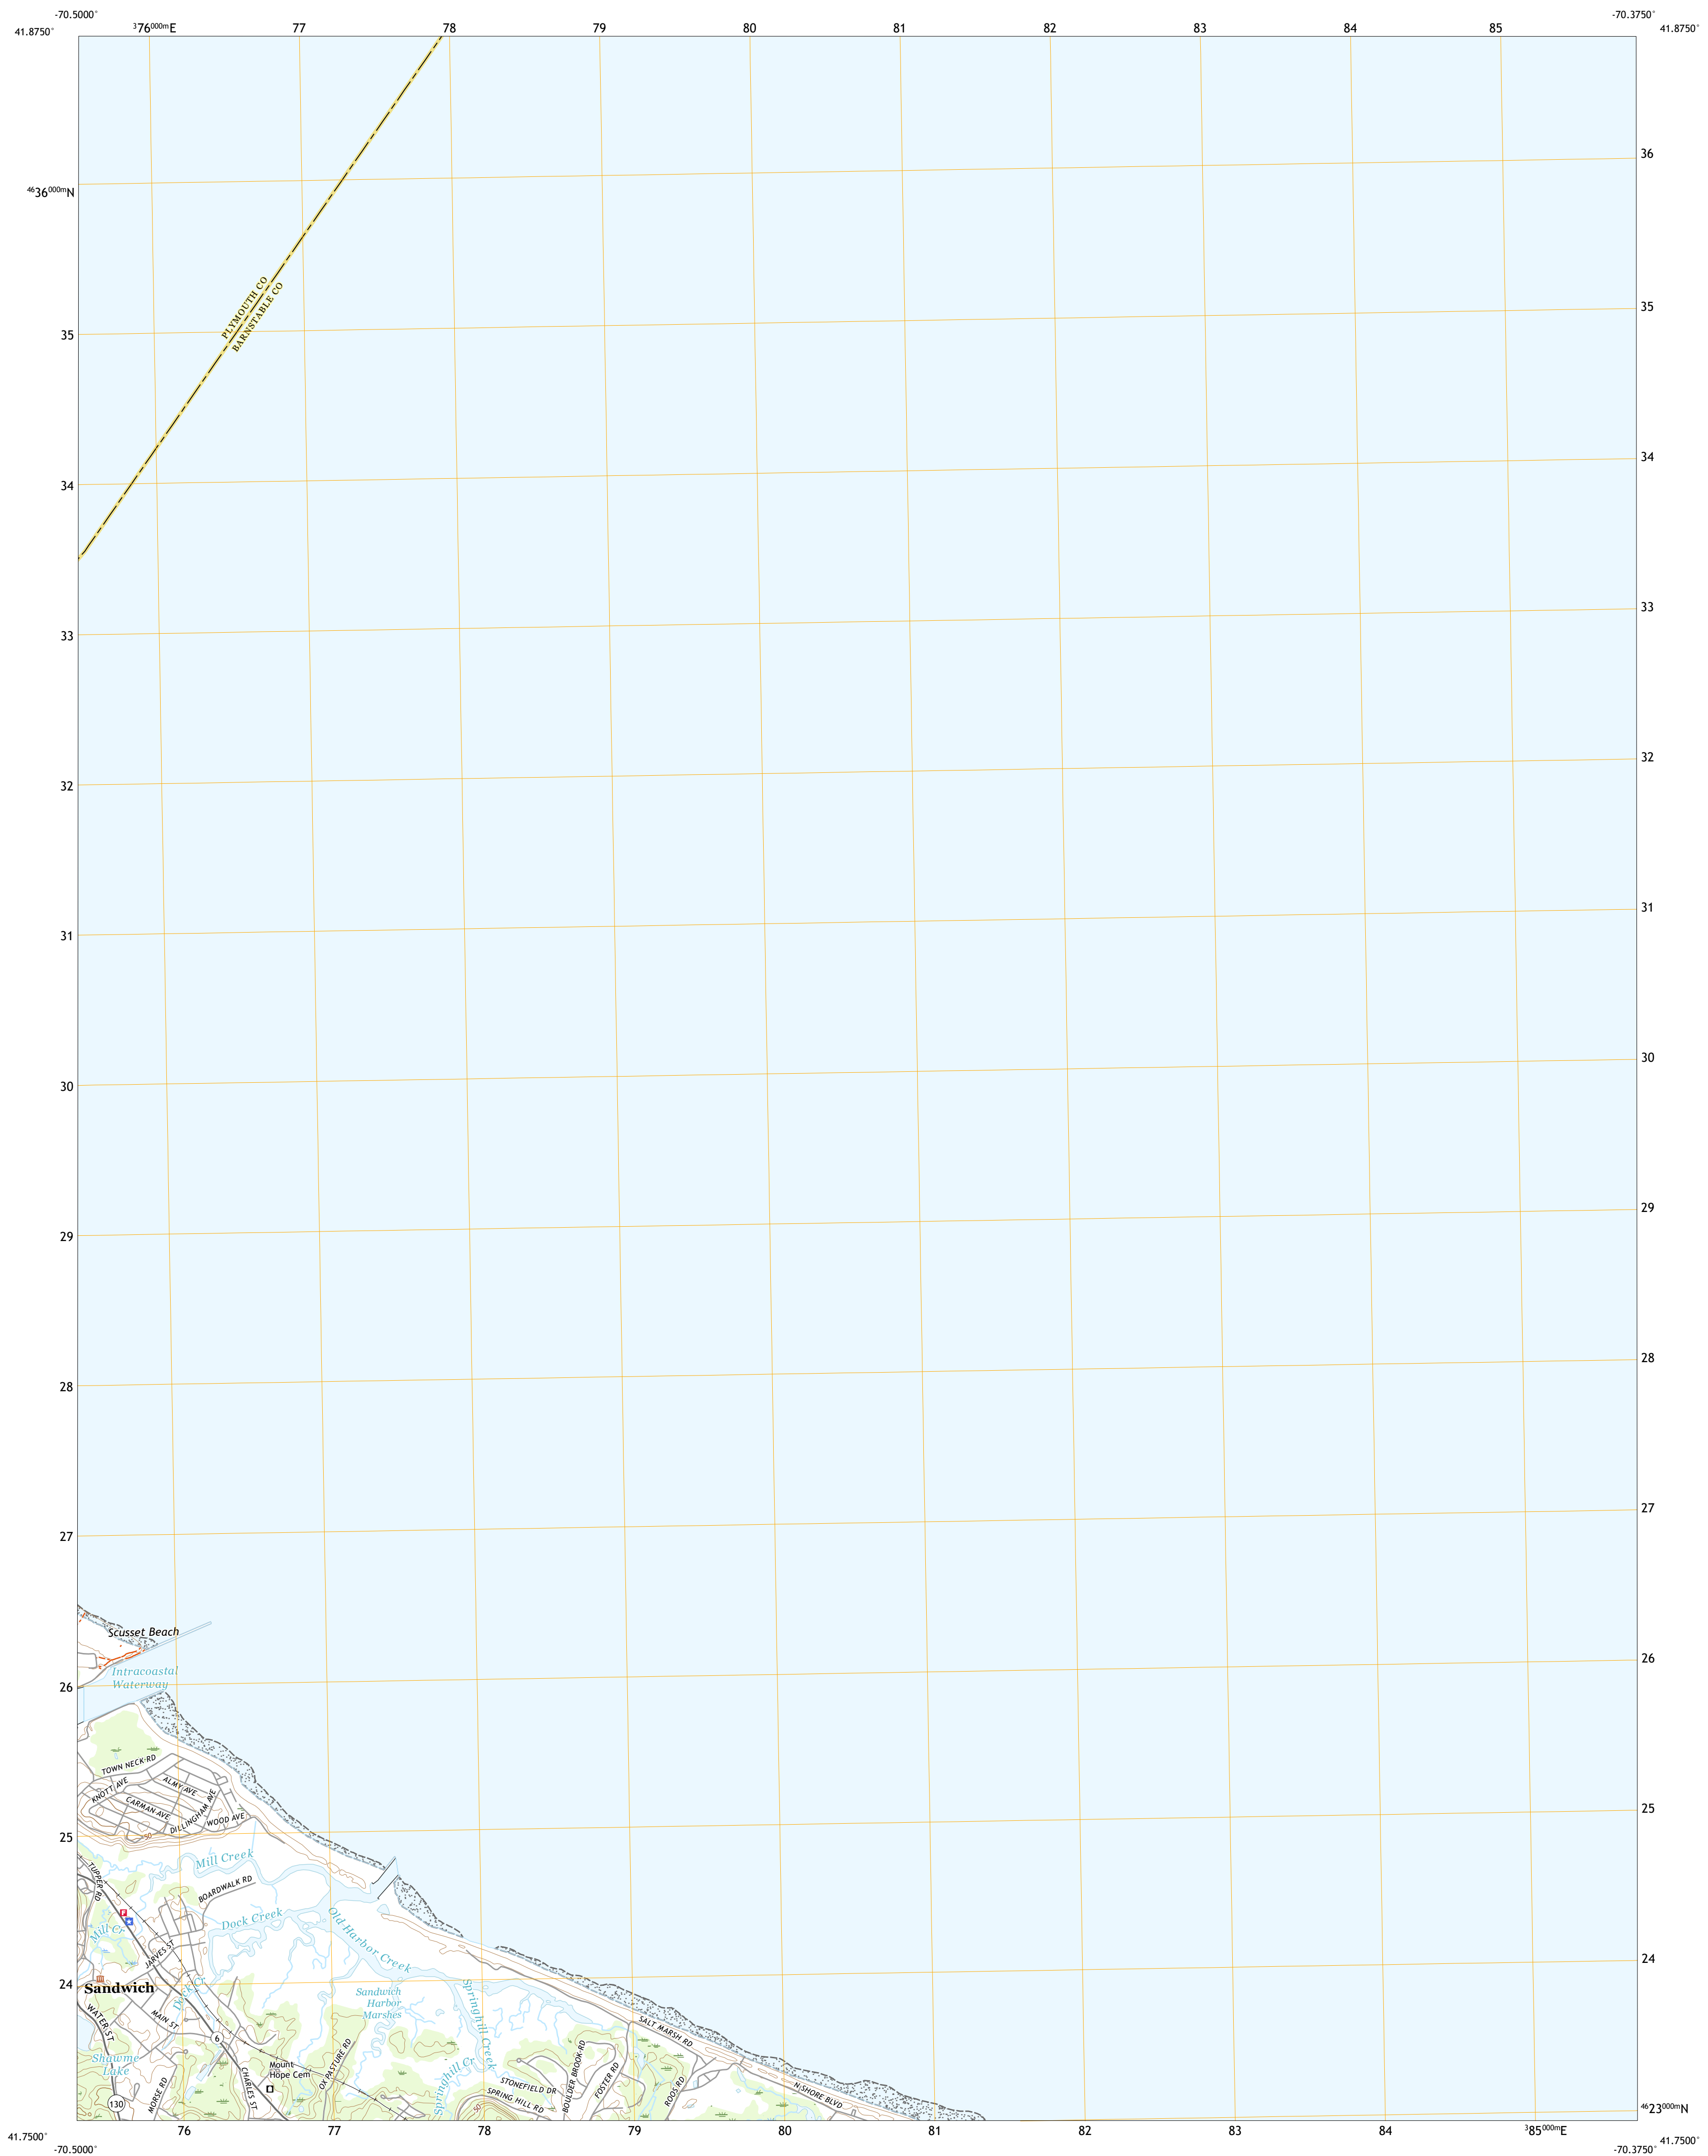 -70.5000°
-70.3750°
41.8750°
³76⁰⁰⁰ᵐE
77
78
79
80
81
82
83
84
85
41.8750°
36
⁴⁶36⁰⁰⁰ᵐN
PLYMOUTH CO
BARNSTABLE CO
35
35
34
34
33
33
32
32
31
31
30
30
29
29
28
28
27
27
Scusset Beach
Intracoastal
Waterway
26
26
TOWN NECK RD
KNOTT AVE
ALMY AVE
CARMAN AVE
DILLINGHAM AVE
WOOD AVE
50
25
25
Mill Creek
TUPPER RD
BOARDWALK RD
Dock Creek
Old Harbor Creek
Mill Cr
JARVES ST
24
24
Sandwich
Dock Cr
Sandwich
Harbor
Marshes
Springhill Creek
WATER ST
MAIN ST
6
SALT MARSH RD
Shawme
Lake
Mount
Hope Cem
OX PASTURE RD
Springhill Cr
STONEFIELD DR
SPRING HILL RD
BOULDER BROOK RD
FOSTER RD
ROOS RD
N SHORE BLVD
MORSE RD
CHARLES ST
130
50
⁴⁶23⁰⁰⁰ᵐN
76
77
78
79
80
81
82
83
84
³85⁰⁰⁰ᵐE
41.7500°
41.7500°
-70.5000°
-70.3750°